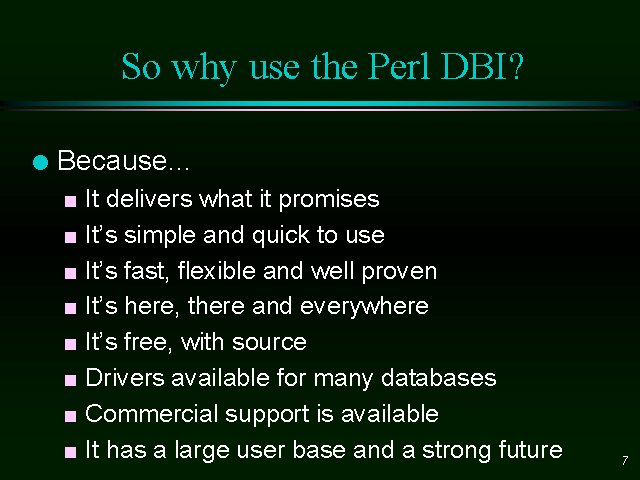 So why use the Perl DBI?
Because...
It delivers what it promises
It’s simple and quick to use
It’s fast, flexible and well proven
It’s here, there and everywhere
It’s free, with source
Drivers available for many databases
Commercial support is available
It has a large user base and a strong future
7